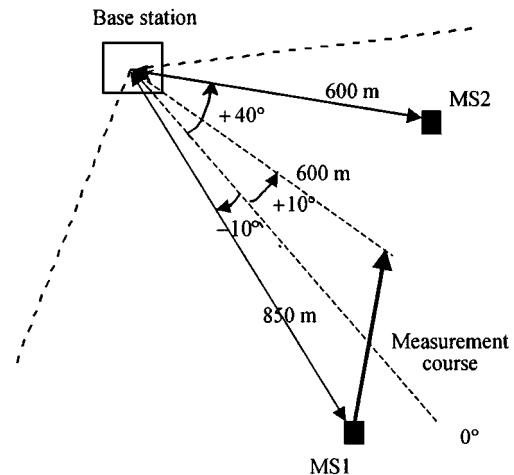 Base station
600 m
MS2
+ 40°
600 m
+10°
–10°
850 m
Measurement
course
0°
MS1